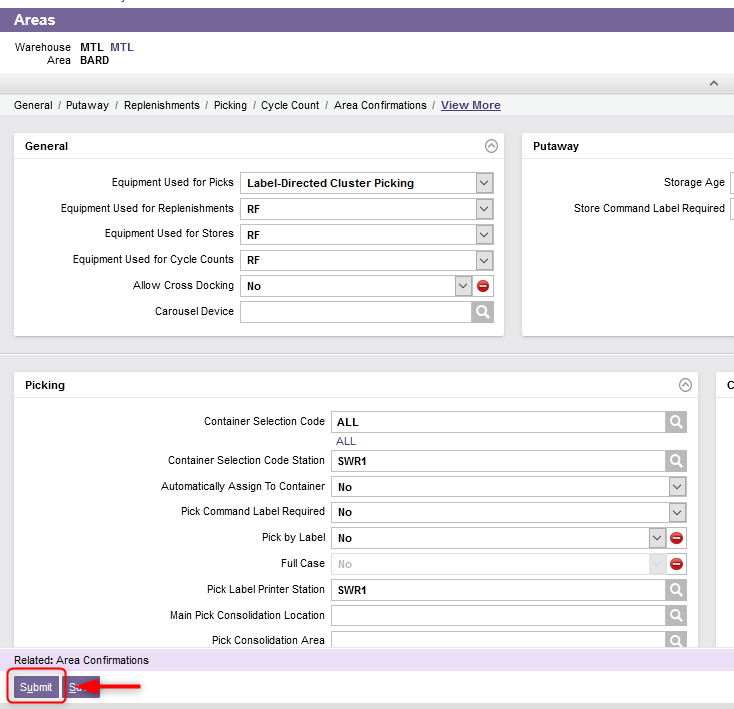 Areas
Warehouse MTL MTL
Area BARD
General / Putaway / Replenishments / Picking / Cycle Count / Area Confirmations / View More
General
Equipment Used for Picks Label-Directed Cluster Picking
Equipment Used for Replenishments RF
Equipment Used for Stores RF
Equipment Used for Cycle Counts RF
Allow Cross Docking No
Carousel Device
Putaway
Storage Age
Store Command Label Required
Picking
Container Selection Code ALL
ALL
Container Selection Code Station SWR1
Automatically Assign To Container No
Pick Command Label Required No
Pick by Label No
Full Case No
Pick Label Printer Station SWR1
Main Pick Consolidation Location
Pick Consolidation Area
C
Related: Area Confirmations
Submit